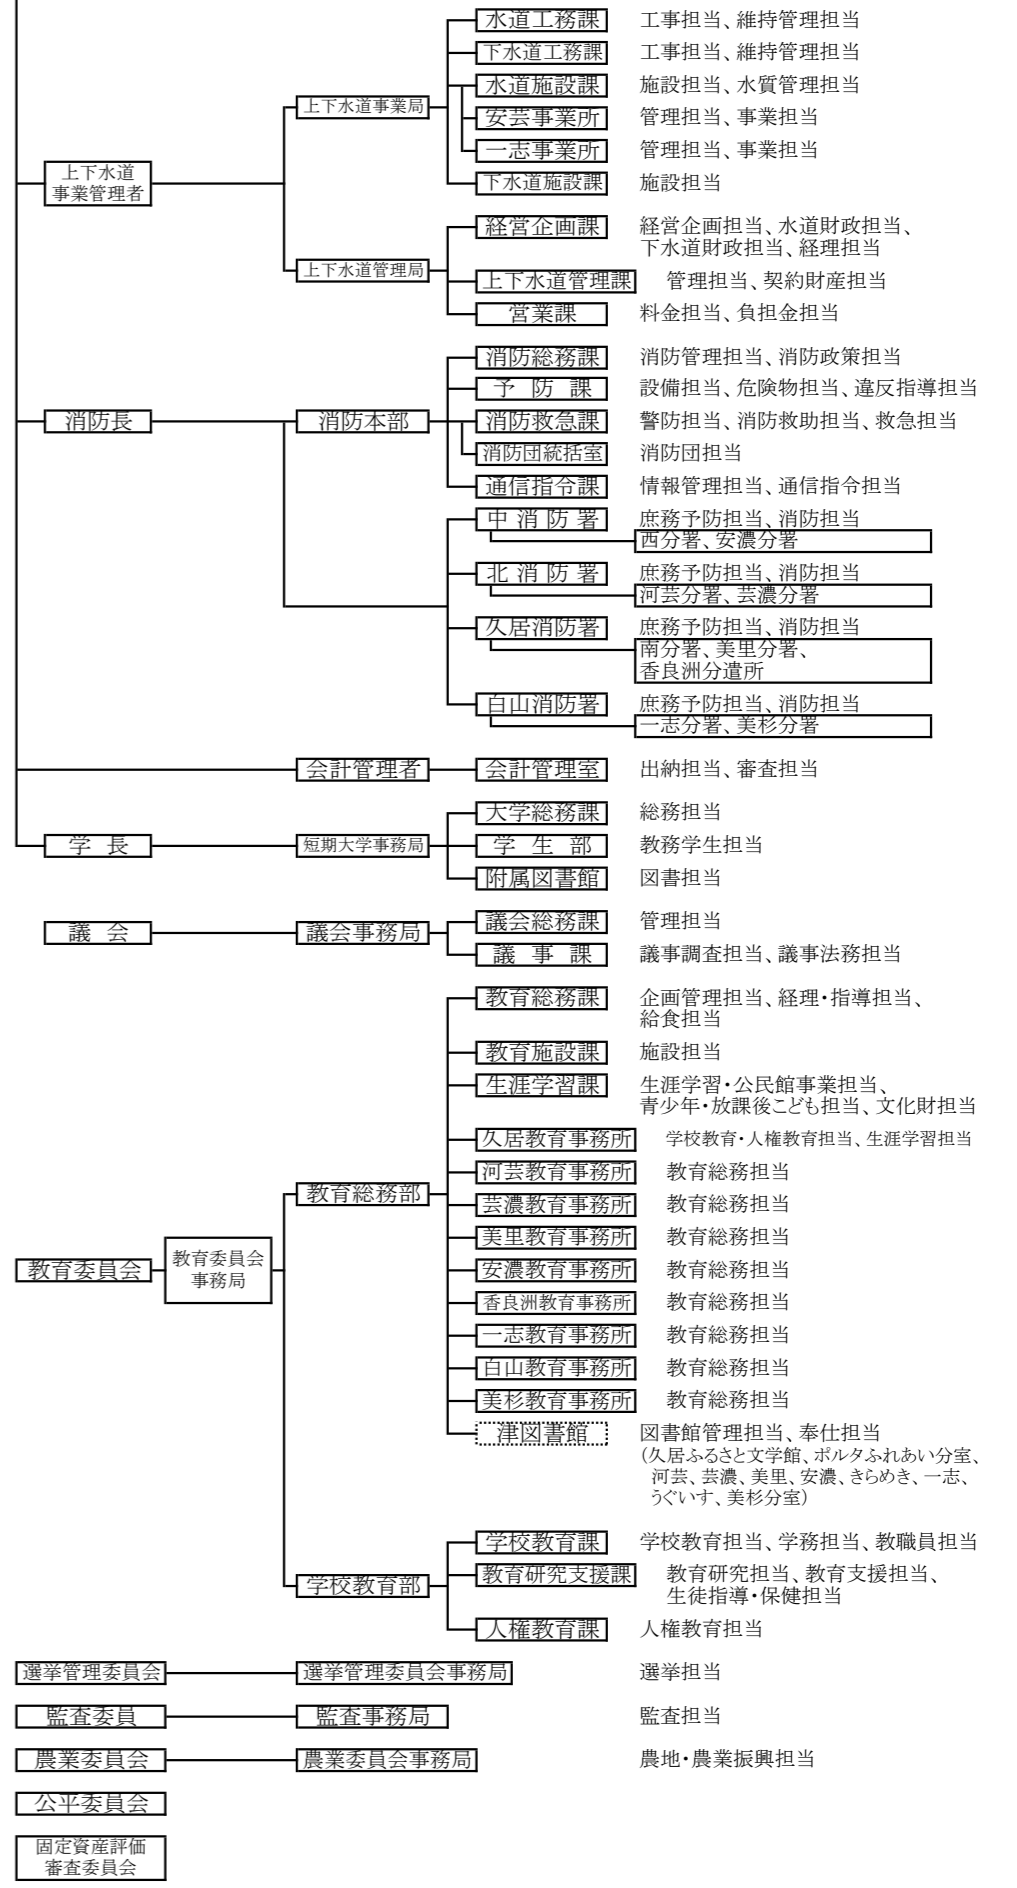 水道工務課 工事担当、維持管理担当
下水道工務課 工事担当、維持管理担当
水道施設課 施設担当、水質管理担当
上下水道事業局
安芸事業所 管理担当、事業担当
一志事業所 管理担当、事業担当
上下水道
事業管理者
下水道施設課 施設担当
経営企画課 経営企画担当、水道財政担当、
下水道財政担当、経理担当
上下水道管理局
上下水道管理課 管理担当、契約財産担当
営業課 料金担当、負担金担当
消防総務課 消防管理担当、消防政策担当
予防課 設備担当、危険物担当、違反指導担当
消防長 消防本部 消防救急課 警防担当、消防救助担当、救急担当
消防団統括室 消防団担当
通信指令課 情報管理担当、通信指令担当
中消防署 庶務予防担当、消防担当
西分署、安濃分署
北消防署 庶務予防担当、消防担当
河芸分署、芸濃分署
久居消防署 庶務予防担当、消防担当
南分署、美里分署、
香良洲分遣所
白山消防署 庶務予防担当、消防担当
一志分署、美杉分署
会計管理者 会計管理室 出納担当、審査担当
大学総務課 総務担当
学長 短期大学事務局 学生部 教務学生担当
附属図書館 図書担当
議会 議会事務局 議会総務課 管理担当
議事課 議事調査担当、議事法務担当
教育総務課 企画管理担当、経理・指導担当、
給食担当
教育施設課 施設担当
生涯学習課 生涯学習・公民館事業担当、
青少年・放課後こども担当、文化財担当
久居教育事務所 学校教育・人権教育担当、生涯学習担当
河芸教育事務所 教育総務担当
教育総務部
芸濃教育事務所 教育総務担当
美里教育事務所 教育総務担当
教育委員会 教育委員会
事務局
安濃教育事務所 教育総務担当
香良洲教育事務所 教育総務担当
一志教育事務所 教育総務担当
白山教育事務所 教育総務担当
美杉教育事務所 教育総務担当
津図書館 図書館管理担当、奉仕担当
(久居ふるさと文学館、ポルタふれあい分室、
河芸、芸濃、美里、安濃、きらめき、一志、
うぐいす、美杉分室)
学校教育課 学校教育担当、学務担当、教職員担当
学校教育部
教育研究支援課 教育研究担当、教育支援担当、
生徒指導・保健担当
人権教育課 人権教育担当
選挙管理委員会 選挙管理委員会事務局 選挙担当
監査委員 監査事務局 監査担当
農業委員会 農業委員会事務局 農地・農業振興担当
公平委員会
固定資産評価
審査委員会